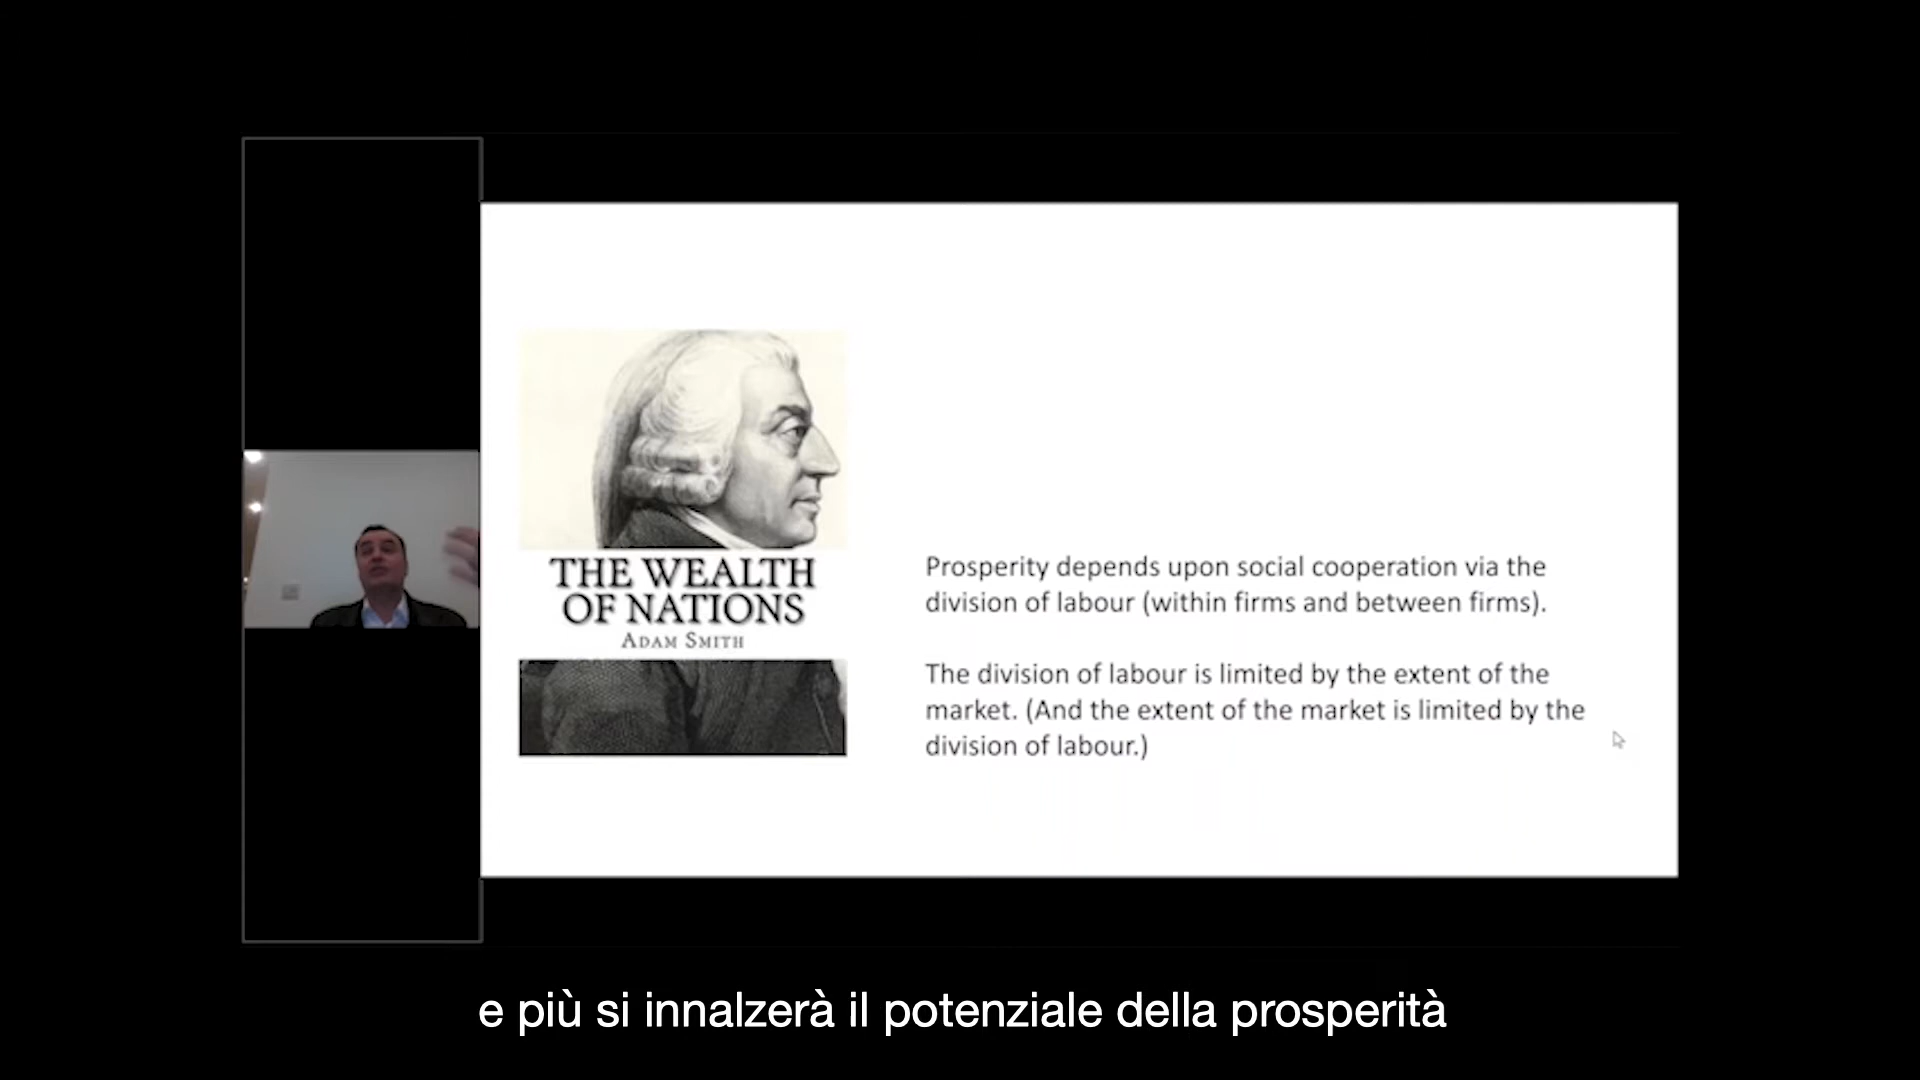 THE WEALTH
OF NATIONS
ADAM SMITH
Prosperity depends upon social cooperation via the
division of labour (within firms and between firms).
The division of labour is limited by the extent of the
market. (And the extent of the market is limited by the
division of labour.)
e più si innalzerà il potenziale della prosperità